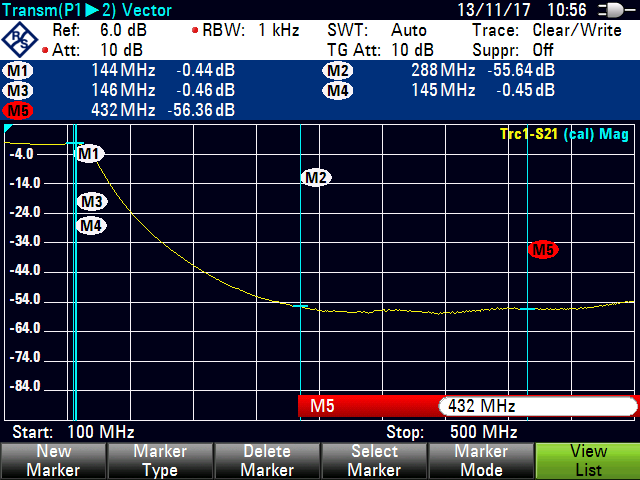 Transm(P1▶2) Vector 13/11/17 10:56
Ref: 6.0 dB • RBW: 1 kHz SWT: Auto Trace: Clear/Write
• Att: 10 dB TG Att: 10 dB Suppr: Off
R&S
M1 144 MHz -0.44 dB M2 288 MHz -55.64 dB
M3 146 MHz -0.46 dB M4 145 MHz -0.45 dB
M5 432 MHz -56.36 dB
Trc1-S21 (cal) Mag
-4.0
M1
-14.0
M2
M3
-24.0
M4
-34.0
M5
-44.0
-54.0
-64.0
-74.0
-84.0
M5 432 MHz
Start: 100 MHz Stop: 500 MHz
New Marker
Marker Type
Delete Marker
Select Marker
Marker Mode
View List